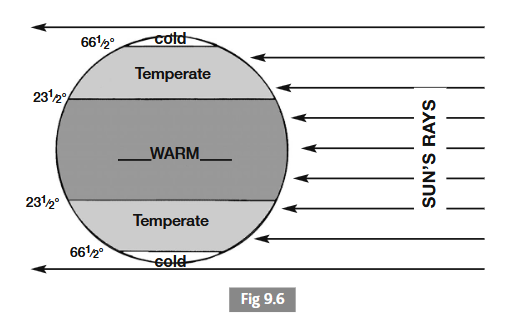 66½°
cold
Temperate
23½°
WARM
SUN'S RAYS
23½°
Temperate
66½°
cold
Fig 9.6